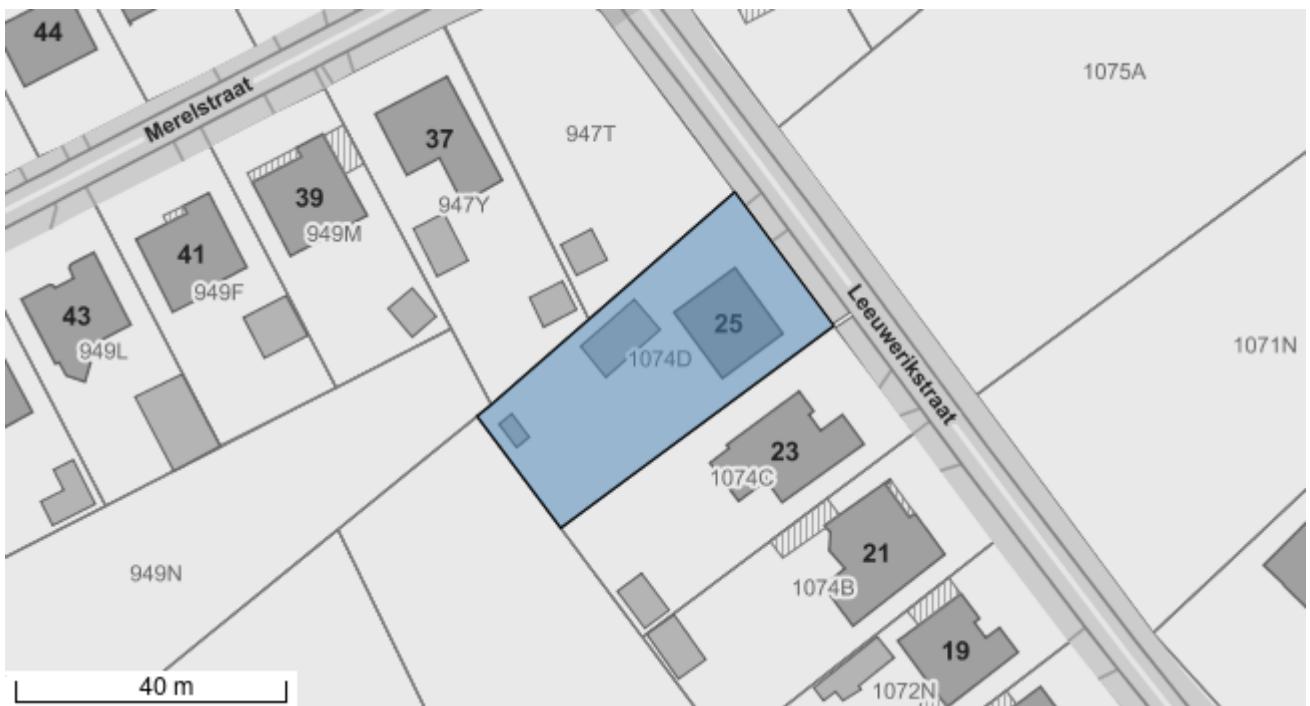 44
Merelstraat
37
947T
1075A
39
947Y
949M
41
949F
43
949L
25
1074D
Leeuwerikstraat
1071N
23
1074C
21
1074B
949N
19
1072N
40 m